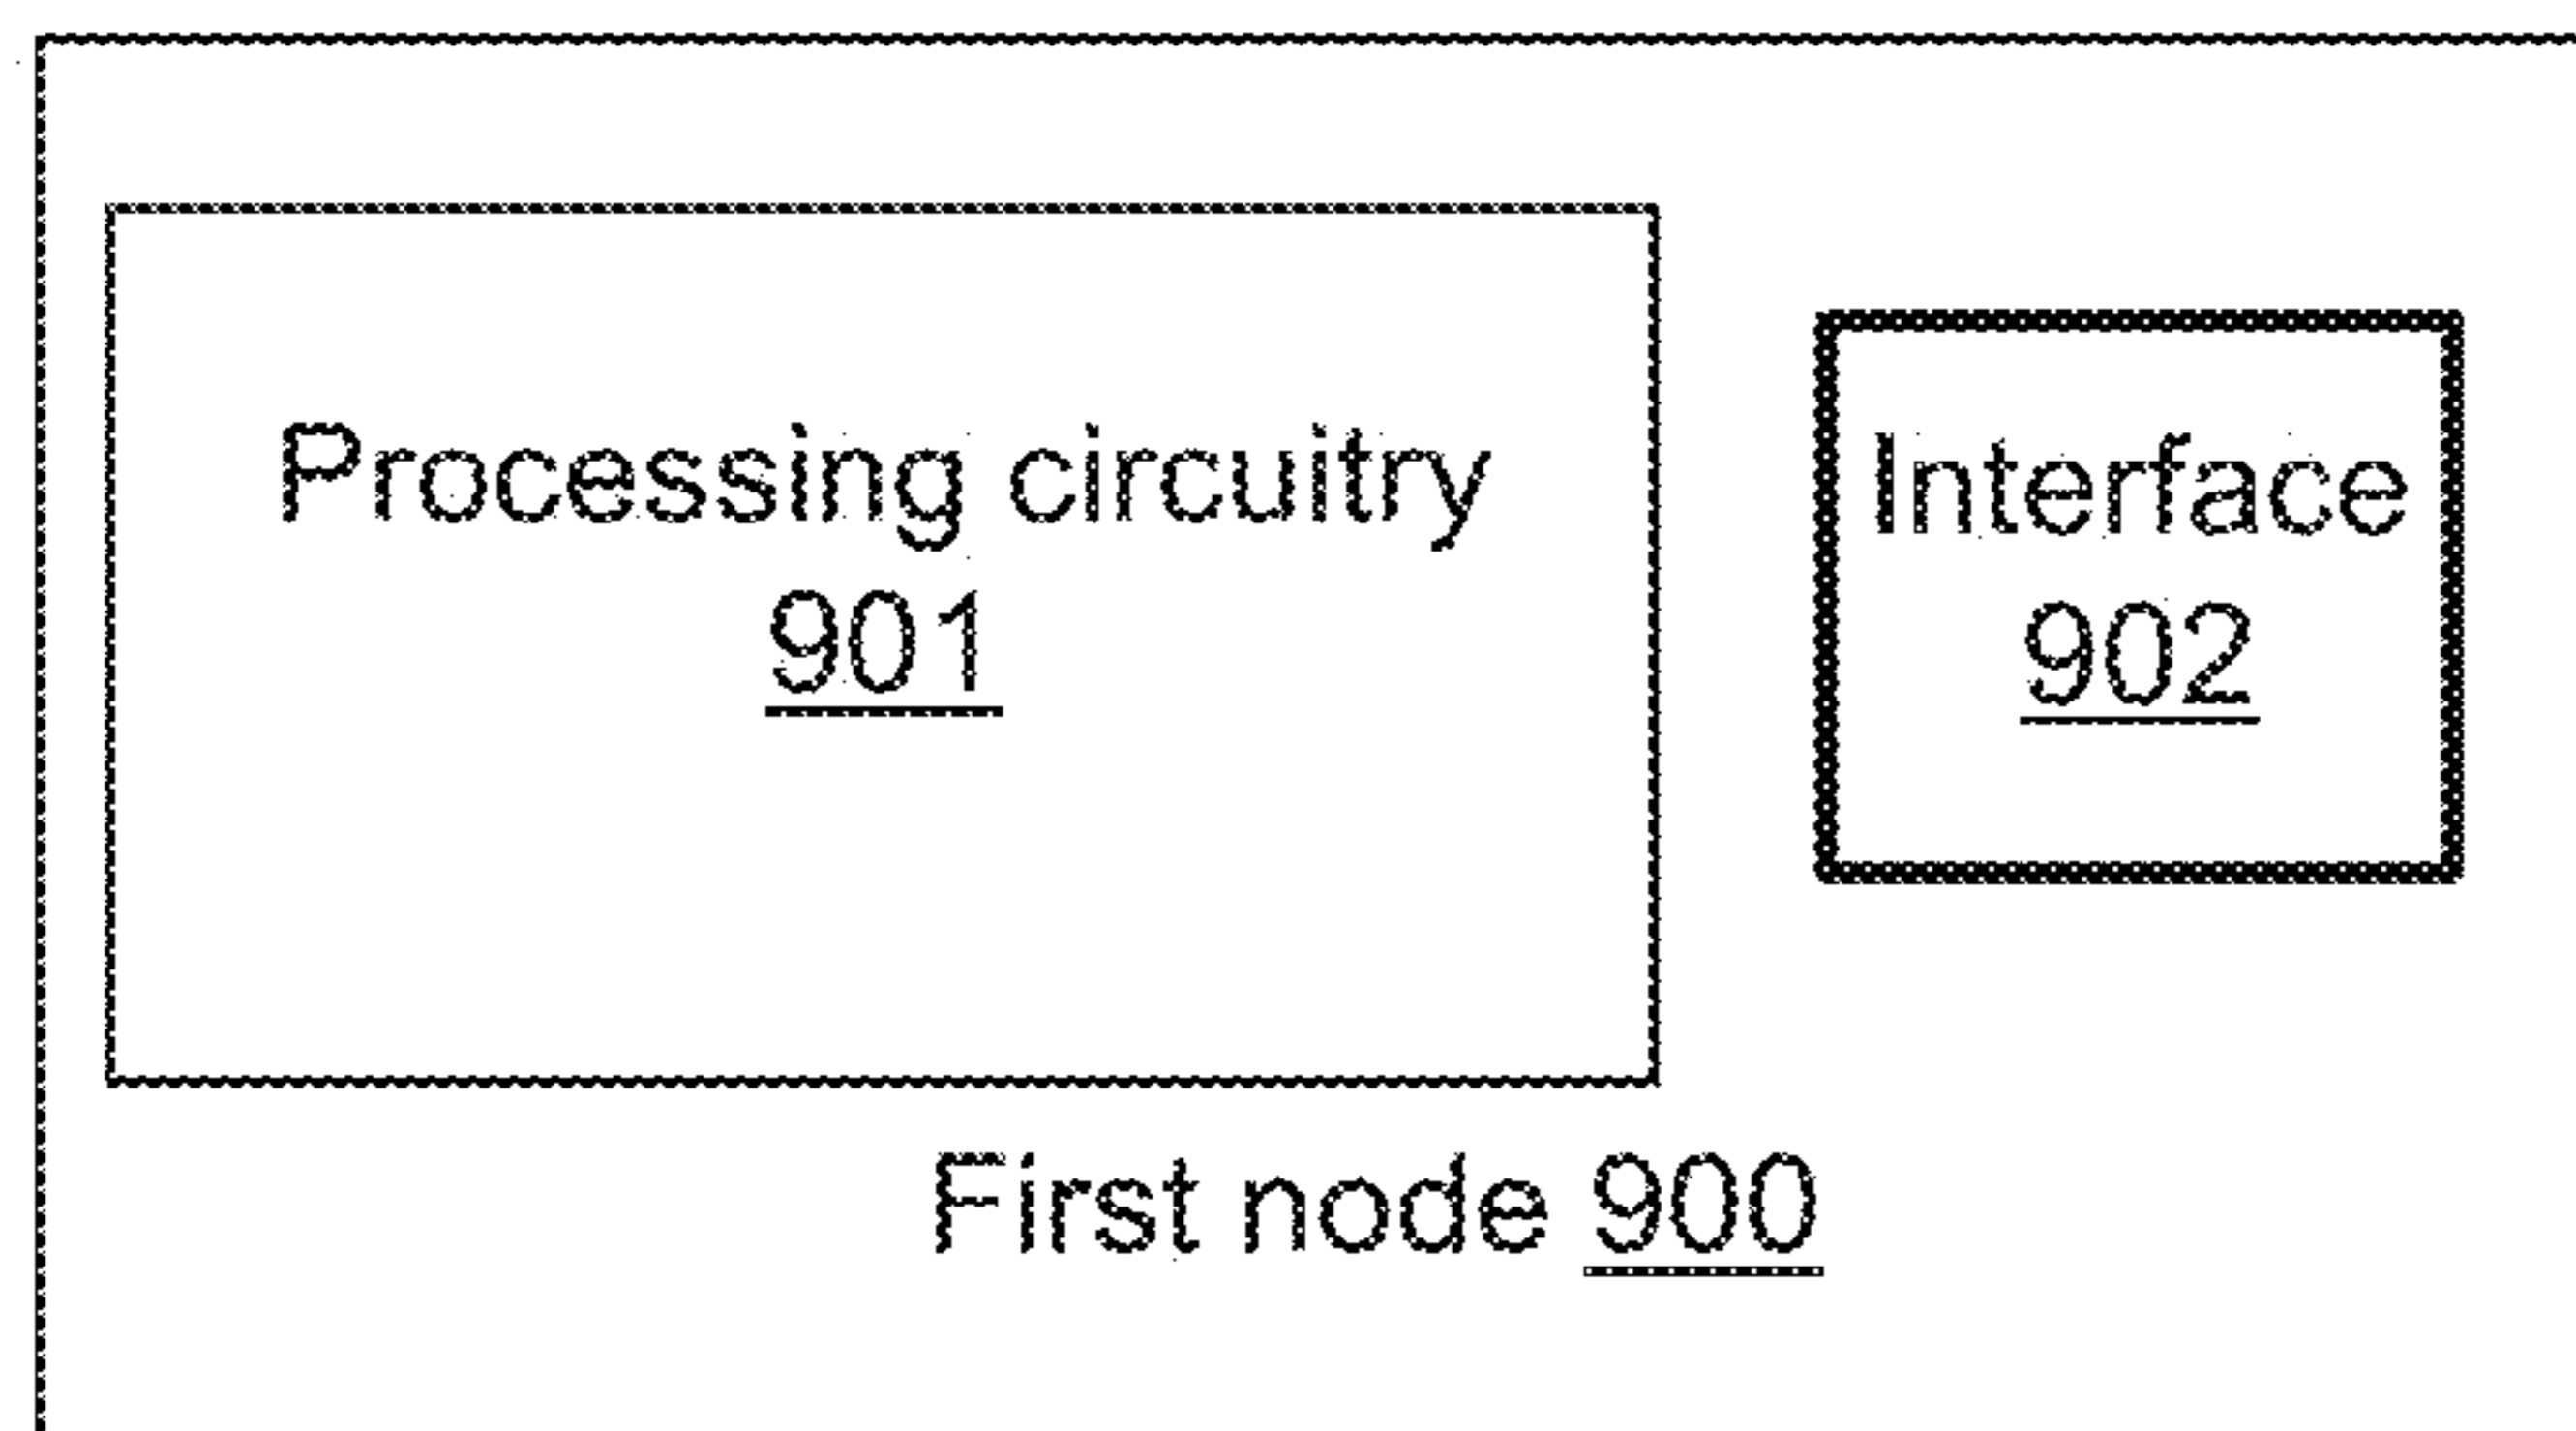 Processing circuitry
901
Interface
902
First node 900